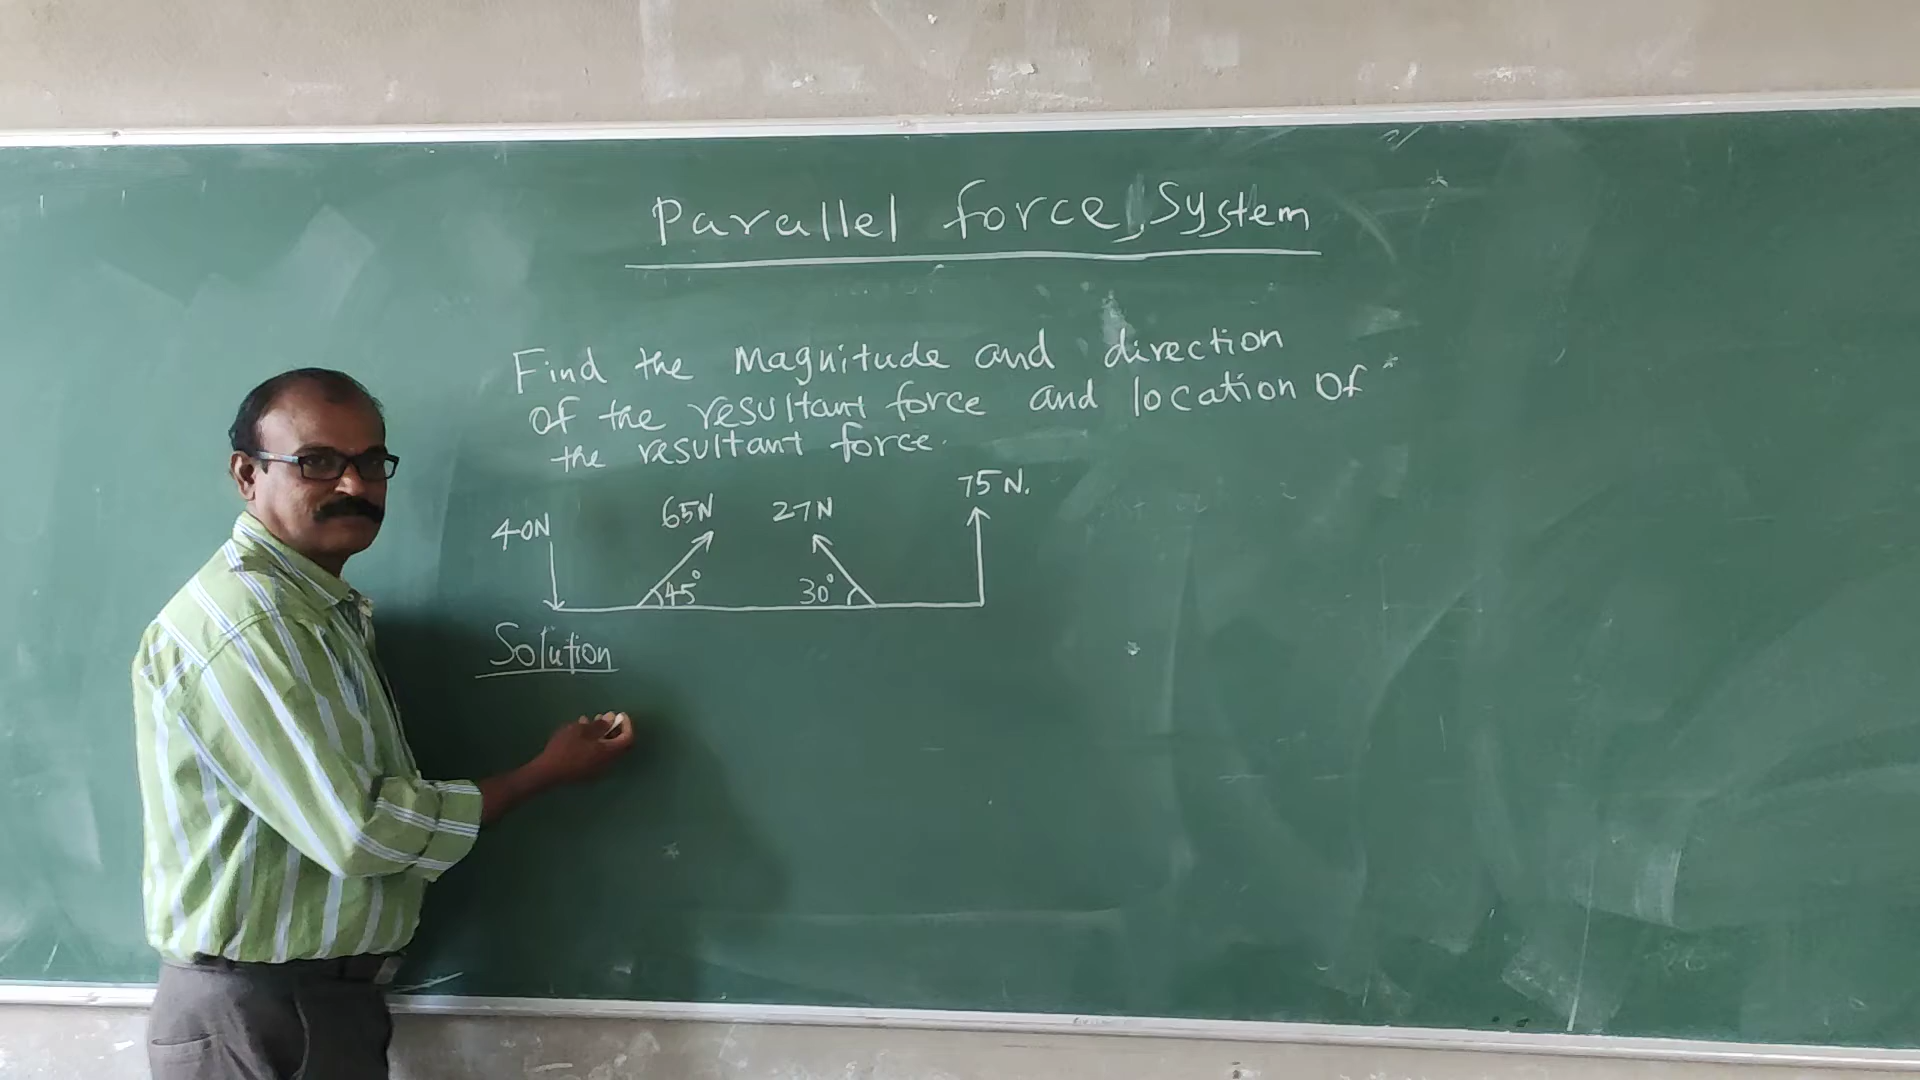 Parallel force, System
Find the Magnitude and direction
of the resultant force and location of
the resultant force.
40N
65N
27N
75 N.
45°
30°
Solution